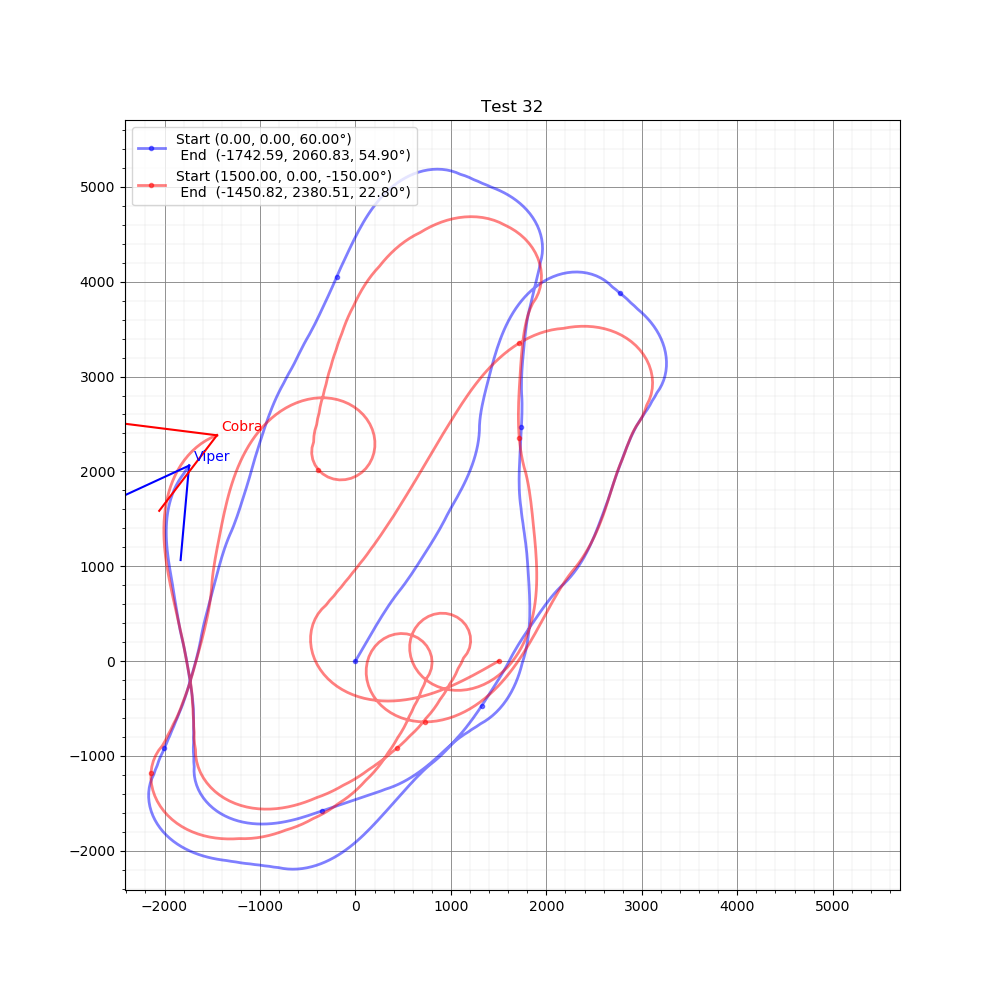 Test 32
Start (0.00, 0.00, 60.00°)
End (-1742.59, 2060.83, 54.90°)
Start (1500.00, 0.00, -150.00°)
End (-1450.82, 2380.51, 22.80°)
5000
4000
3000
Cobra
Viper
2000
1000
0
−1000
−2000
−2000 −1000 0 1000 2000 3000 4000 5000